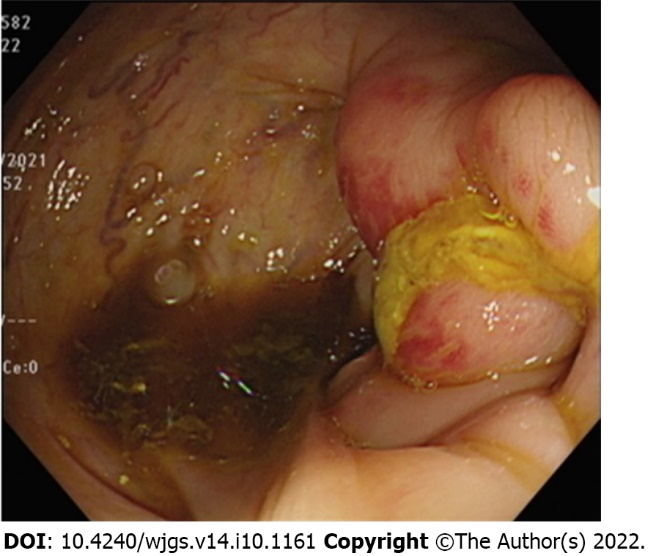 582
22
/2021
52
/---
Ce:0
DOI: 10.4240/wjgs.v14.i10.1161 Copyright ©The Author(s) 2022.